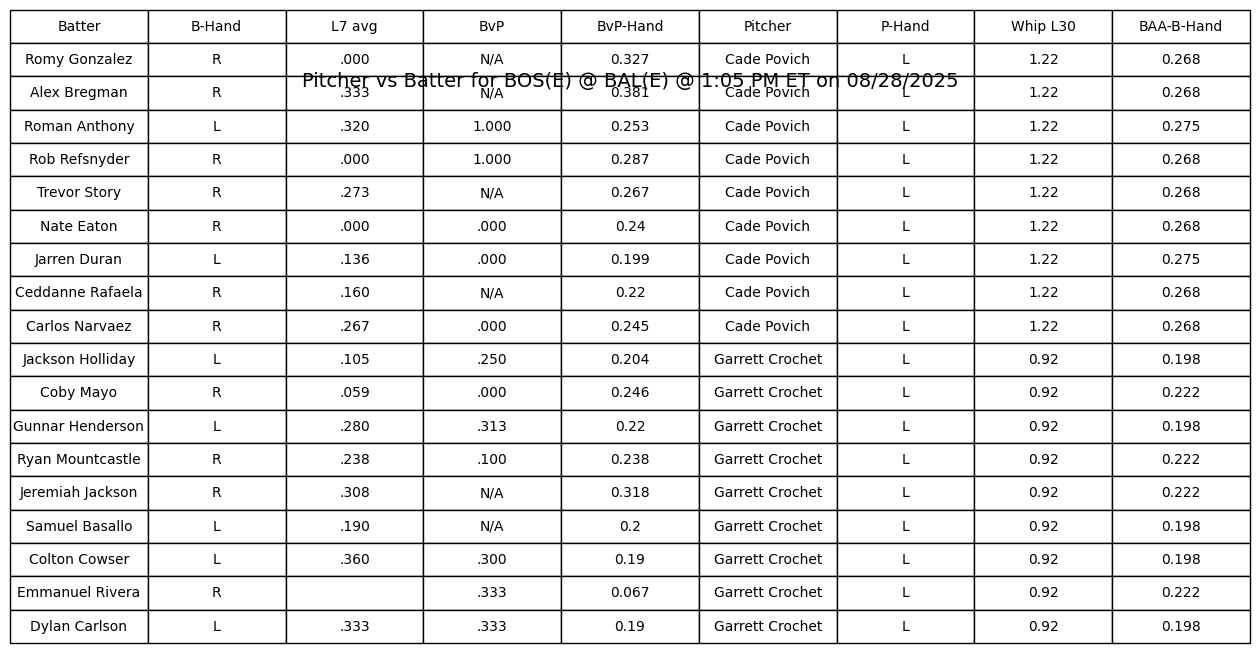 Batter B-Hand L7 avg BvP BvP-Hand Pitcher P-Hand Whip L30 BAA-B-Hand
Romy Gonzalez R .000 N/A 0.327 Cade Povich L 1.22 0.268
Pitcher vs Batter for BOS(E) @ BAL(E) @ 1:05 PM ET on 08/28/2025
Alex Bregman R .333 N/A 0.381 Cade Povich L 1.22 0.268
Roman Anthony L .320 1.000 0.253 Cade Povich L 1.22 0.275
Rob Refsnyder R .000 1.000 0.287 Cade Povich L 1.22 0.268
Trevor Story R .273 N/A 0.267 Cade Povich L 1.22 0.268
Nate Eaton R .000 .000 0.24 Cade Povich L 1.22 0.268
Jarren Duran L .136 .000 0.199 Cade Povich L 1.22 0.275
Ceddanne Rafaela R .160 N/A 0.22 Cade Povich L 1.22 0.268
Carlos Narvaez R .267 .000 0.245 Cade Povich L 1.22 0.268
Jackson Holliday L .105 .250 0.204 Garrett Crochet L 0.92 0.198
Coby Mayo R .059 .000 0.246 Garrett Crochet L 0.92 0.222
Gunnar Henderson L .280 .313 0.22 Garrett Crochet L 0.92 0.198
Ryan Mountcastle R .238 .100 0.238 Garrett Crochet L 0.92 0.222
Jeremiah Jackson R .308 N/A 0.318 Garrett Crochet L 0.92 0.222
Samuel Basallo L .190 N/A 0.2 Garrett Crochet L 0.92 0.198
Colton Cowser L .360 .300 0.19 Garrett Crochet L 0.92 0.198
Emmanuel Rivera R .333 0.067 Garrett Crochet L 0.92 0.222
Dylan Carlson L .333 .333 0.19 Garrett Crochet L 0.92 0.198